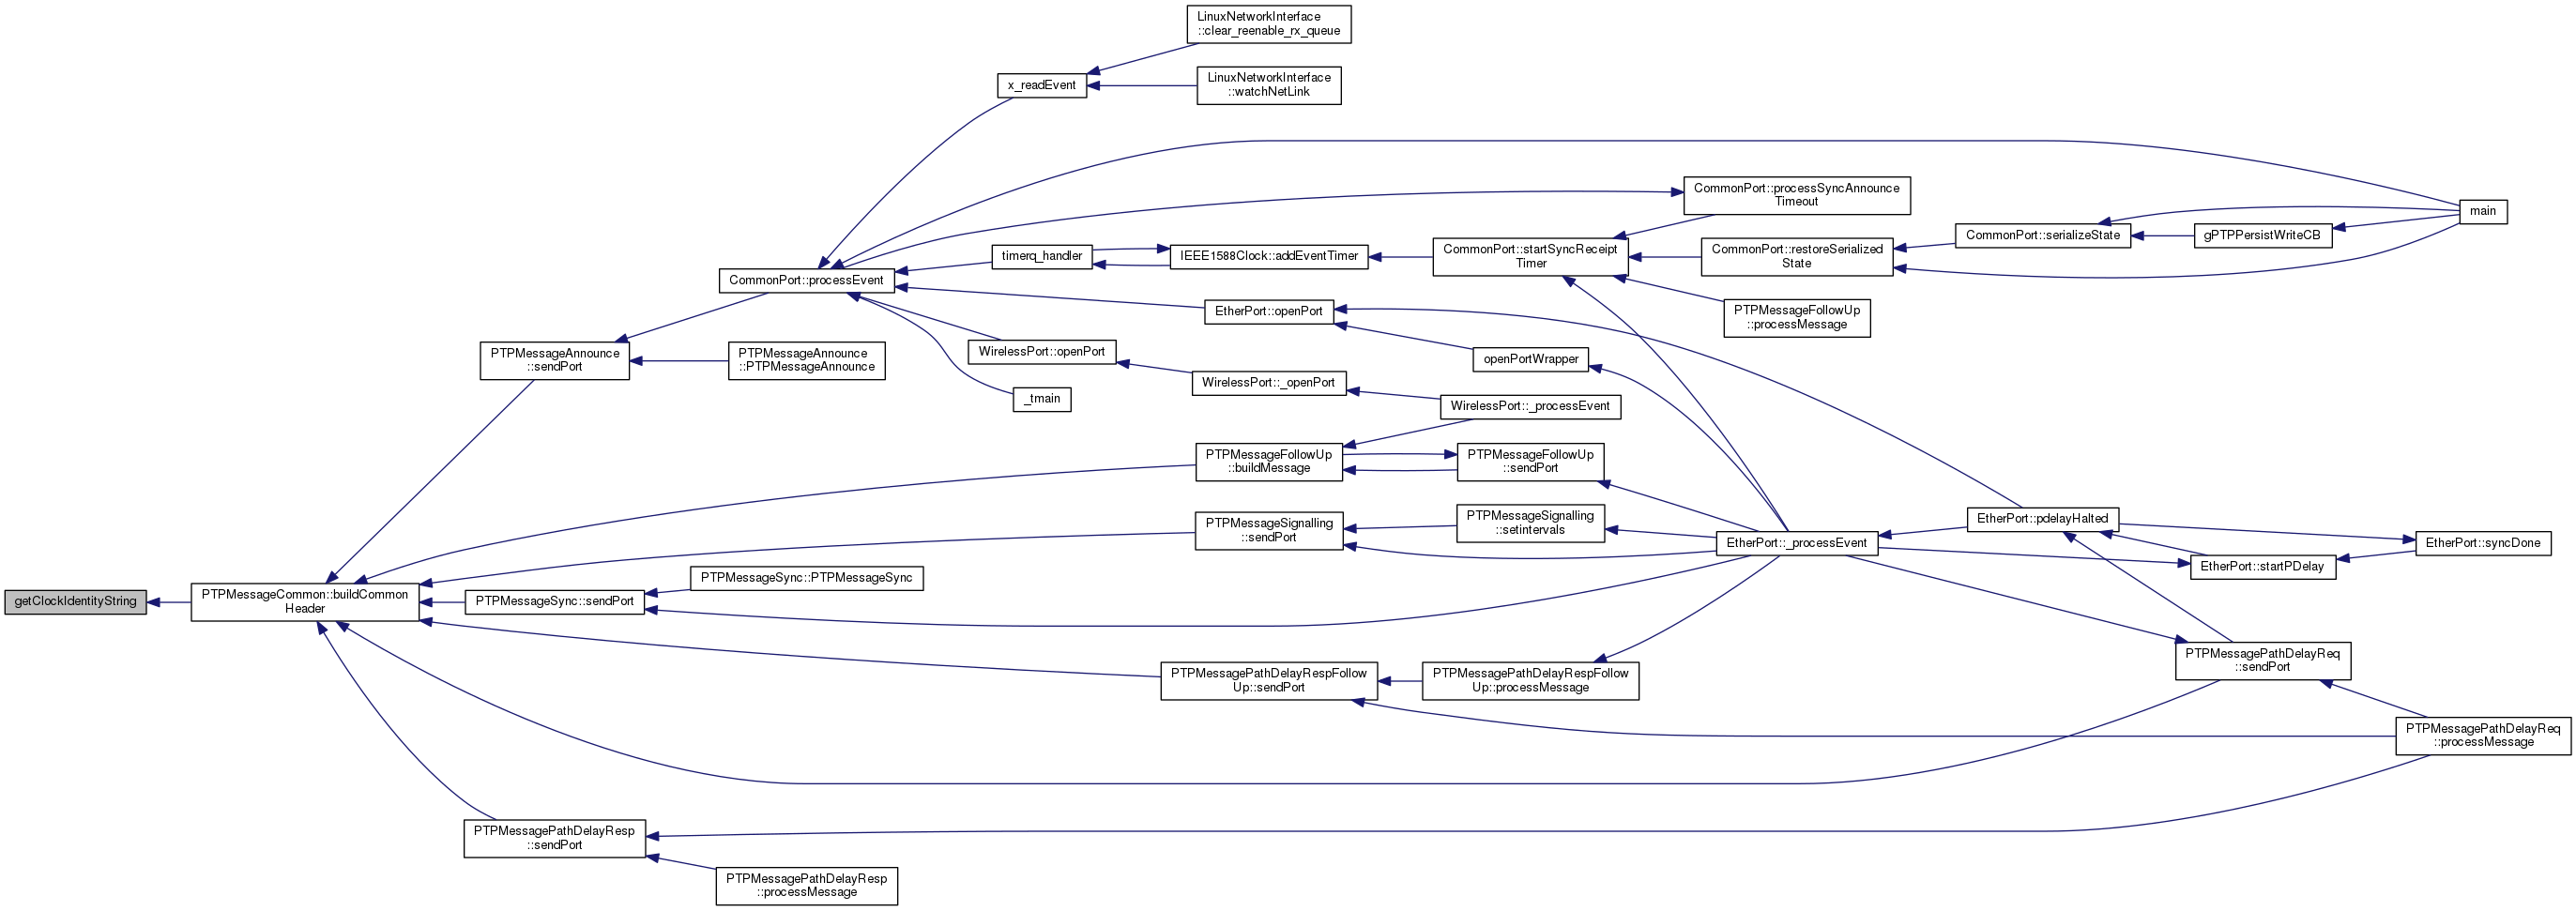 LinuxNetworkInterface
::clear_reenable_rx_queue
x_readEvent
LinuxNetworkInterface
::watchNetLink
CommonPort::processSyncAnnounce
Timeout
main
CommonPort::serializeState
gPTPPersistWriteCB
timerq_handler
IEEE1588Clock::addEventTimer
CommonPort::startSyncReceipt
Timer
CommonPort::restoreSerialized
State
CommonPort::processEvent
EtherPort::openPort
PTPMessageFollowUp
::processMessage
PTPMessageAnnounce
::sendPort
PTPMessageAnnounce
::PTPMessageAnnounce
WirelessPort::openPort
openPortWrapper
WirelessPort::_openPort
_tmain
WirelessPort::_processEvent
PTPMessageFollowUp
::buildMessage
PTPMessageFollowUp
::sendPort
PTPMessageSignalling
::sendPort
PTPMessageSignalling
::setintervals
EtherPort::_processEvent
EtherPort::pdelayHalted
EtherPort::syncDone
EtherPort::startPDelay
getClockIdentityString
PTPMessageCommon::buildCommon
Header
PTPMessageSync::sendPort
PTPMessageSync::PTPMessageSync
PTPMessagePathDelayRespFollow
Up::sendPort
PTPMessagePathDelayRespFollow
Up::processMessage
PTPMessagePathDelayReq
::sendPort
PTPMessagePathDelayReq
::processMessage
PTPMessagePathDelayResp
::sendPort
PTPMessagePathDelayResp
::processMessage